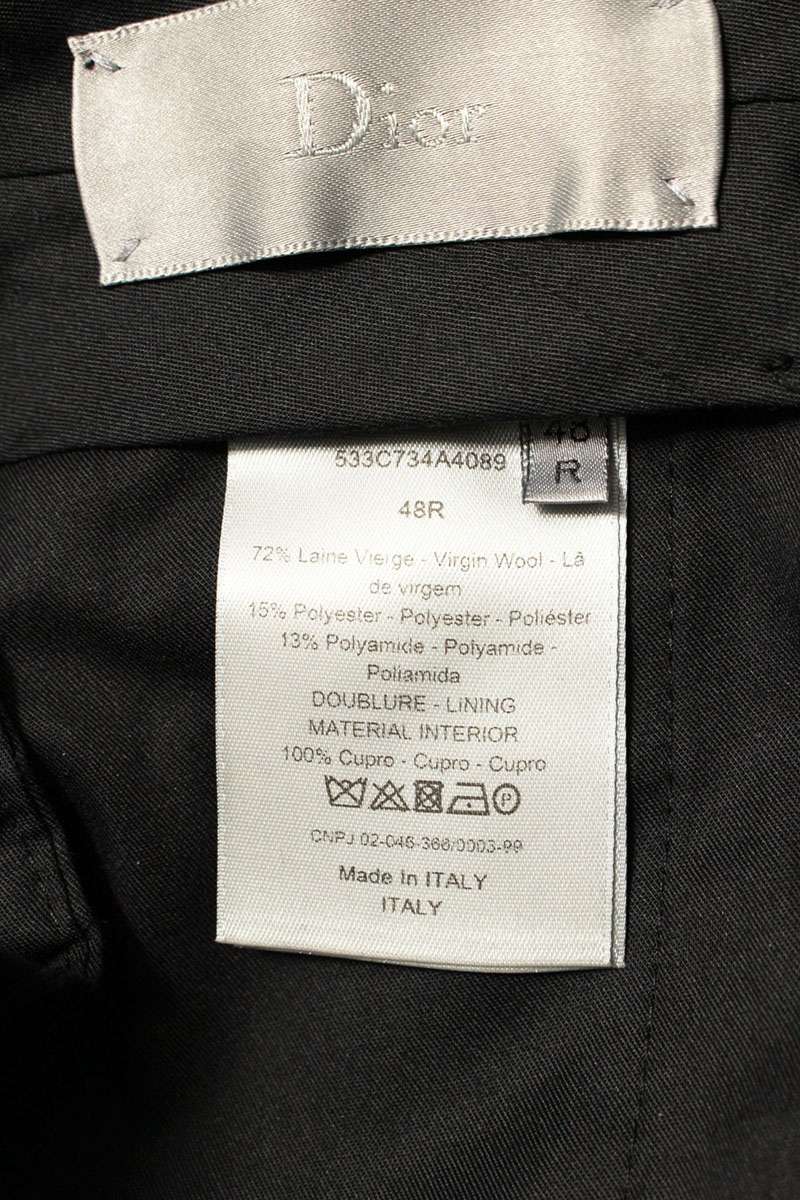 Dior
48
R
533C734A4089
48R
72% Laine Vierge - Virgin Wool - Lã
de virgem
15% Polyester - Polyester - Poliéster
13% Polyamide - Polyamide -
Poliamida
DOUBLURE - LINING
MATERIAL INTERIOR
100% Cupro - Cupro - Cupro
P
CNPJ 02-046-366/0003-99
Made In ITALY
ITALY